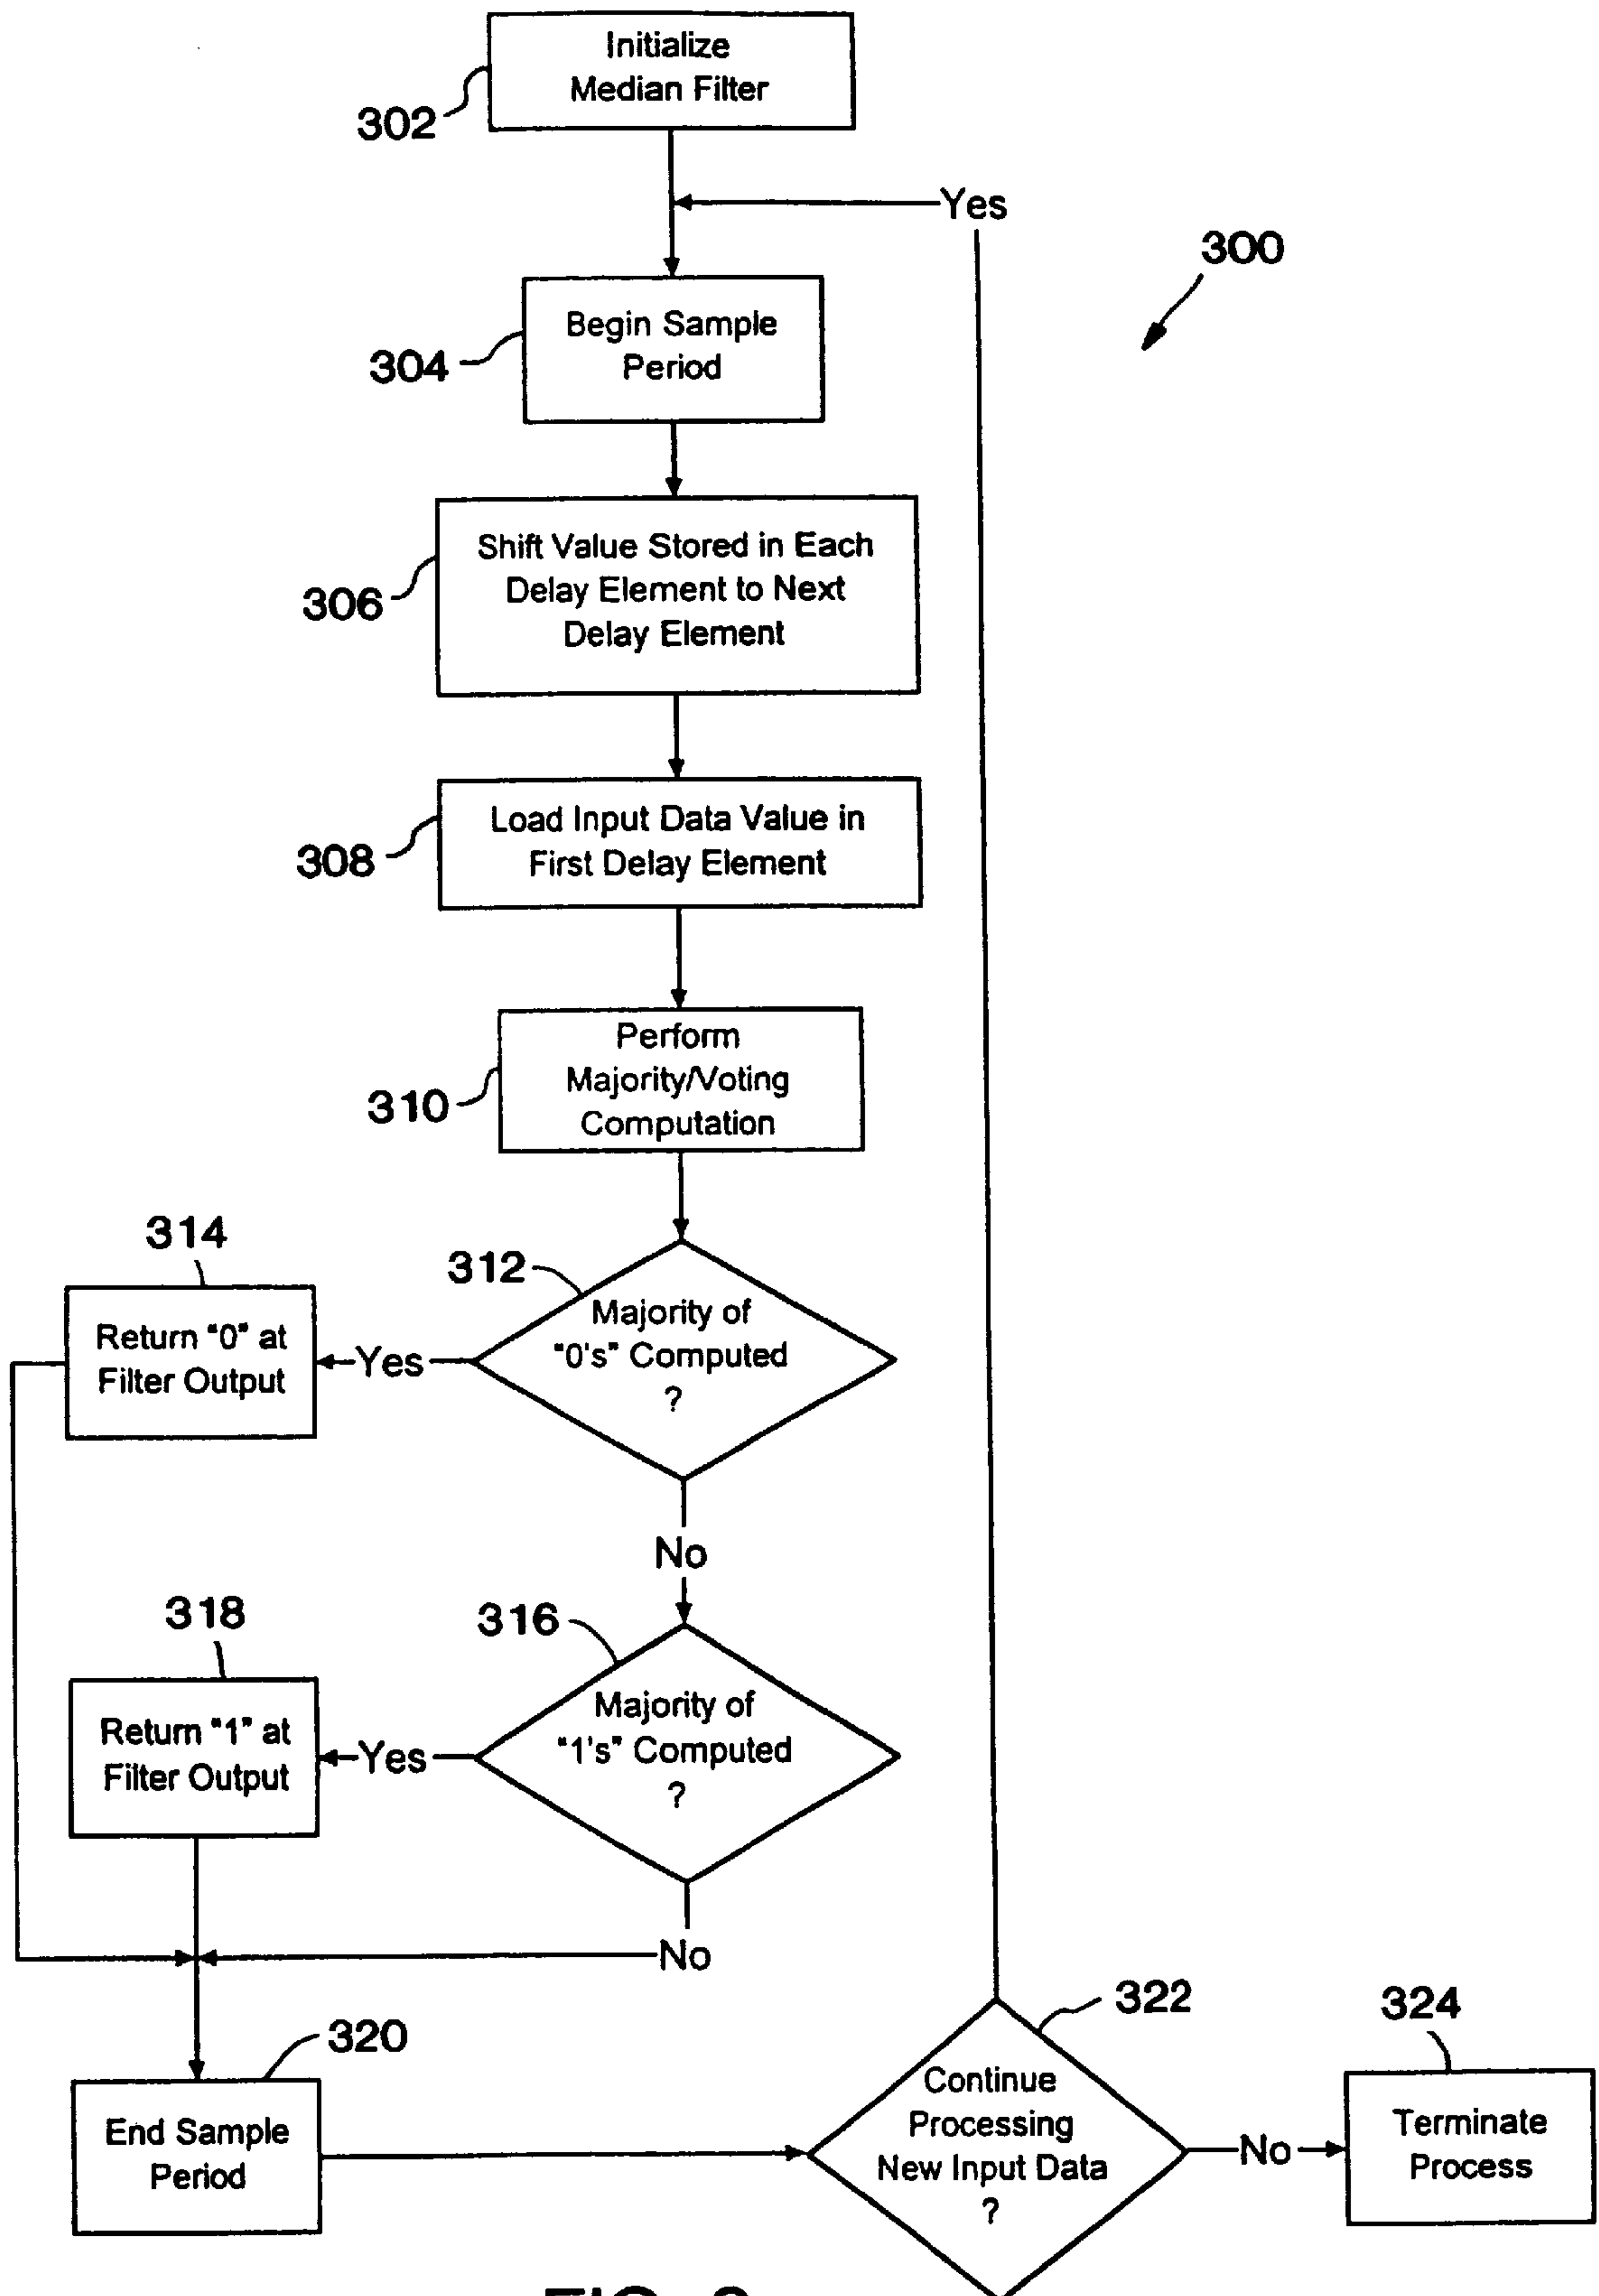 Initialize
Median Filter
302
Yes
300
Begin Sample
Period
304
Shift Value Stored in Each
Delay Element to Next
Delay Element
306
Load Input Data Value in
First Delay Element
308
Perform
Majority/Voting
Computation
310
314
312
Majority of
"0's" Computed
?
Yes
Return "0" at
Filter Output
No
318
316
Majority of
"1's" Computed
?
Yes
Return "1" at
Filter Output
No
320
322
324
End Sample
Period
Continue
Processing
New Input Data
?
No
Terminate
Process